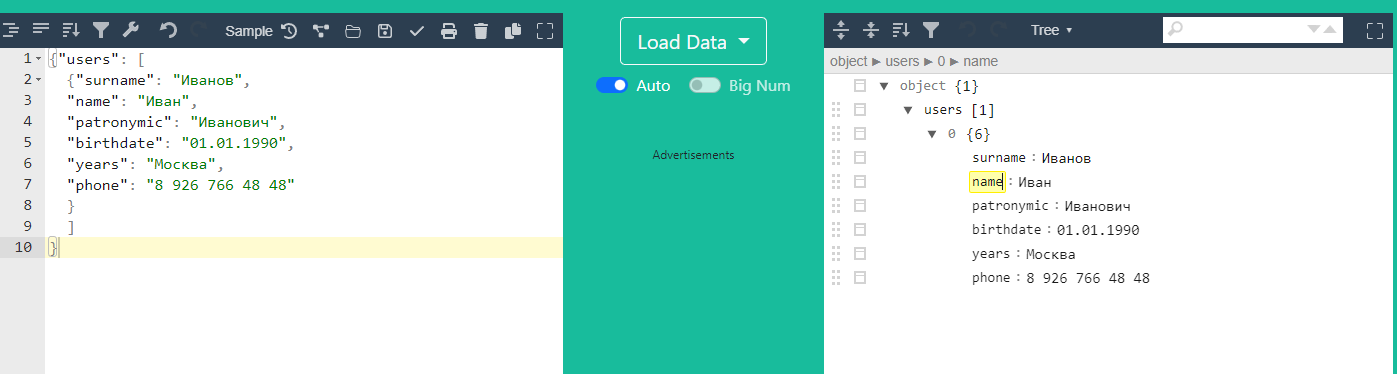 Sample
1 {"users": [
2 {"surname": "Иванов",
3 "name": "Иван",
4 "patronymic": "Иванович",
5 "birthdate": "01.01.1990",
6 "years": "Москва",
7 "phone": "8 926 766 48 48"
8 }
9 ]
10 }
Load Data
Auto Big Num
Advertisements
Tree
object ▶ users ▶ 0 ▶ name
▼ object {1}
▼ users [1]
▼ 0 {6}
surname : Иванов
name : Иван
patronymic : Иванович
birthdate : 01.01.1990
years : Москва
phone : 8 926 766 48 48